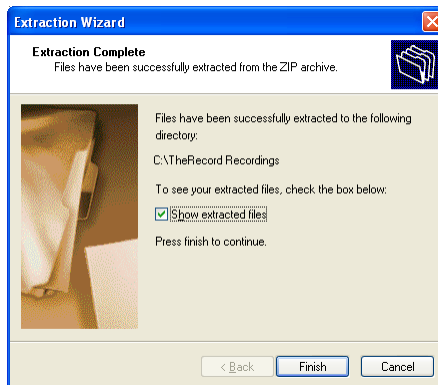 Extraction Wizard
Extraction Complete
Files have been successfully extracted from the ZIP archive.
Files have been successfully extracted to the following
directory:
C:\TheRecord Recordings
To see your extracted files, check the box below:
Show extracted files
Press finish to continue.
< Back
Finish
Cancel